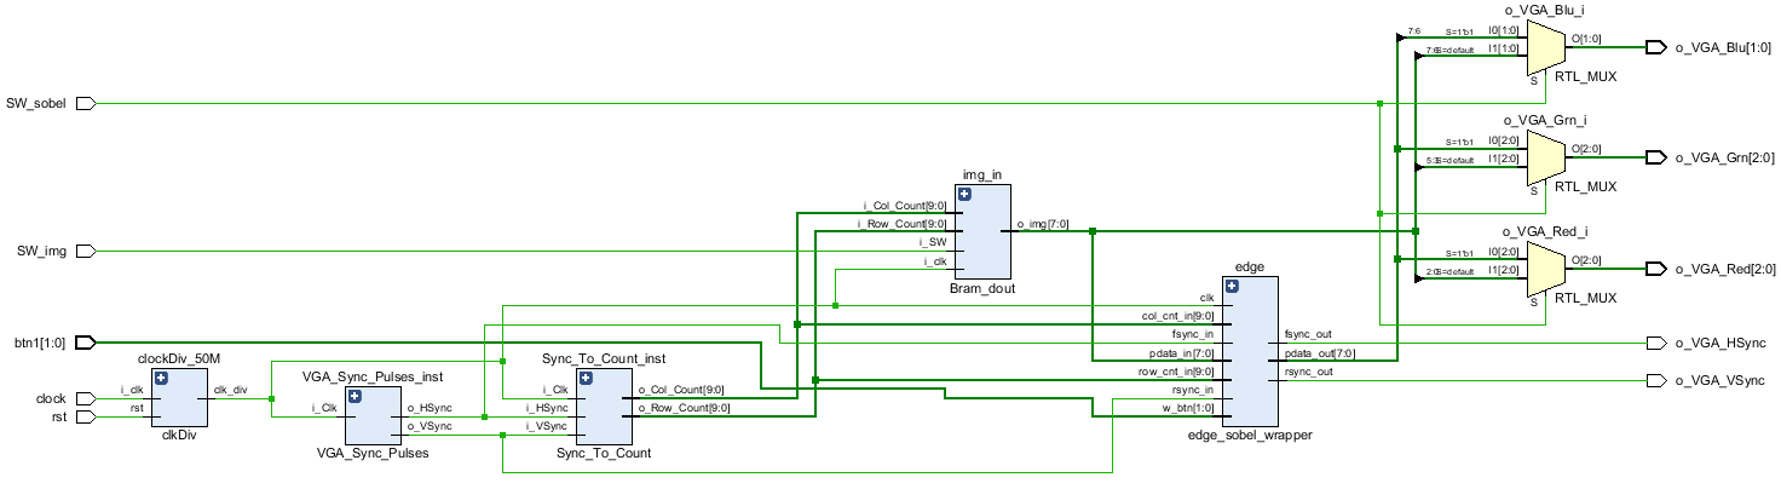 o_VGA_Blu_i
7:6
S=1'b1
I0[1:0]
7:6
S=default
I1[1:0]
O[1:0]
S
RTL_MUX
o_VGA_Blu[1:0]
SW_sobel
o_VGA_Grn_i
S=1'b1
I0[2:0]
5:3
S=default
I1[2:0]
O[2:0]
S
RTL_MUX
o_VGA_Grn[2:0]
img_in
i_Col_Count[9:0]
i_Row_Count[9:0]
i_SW
i_clk
o_img[7:0]
Bram_dout
SW_img
o_VGA_Red_i
S=1'b1
I0[2:0]
2:0
S=default
I1[2:0]
O[2:0]
S
RTL_MUX
o_VGA_Red[2:0]
edge
clk
col_cnt_in[9:0]
fsync_in
pdata_in[7:0]
row_cnt_in[9:0]
rsync_in
w_btn[1:0]
fsync_out
pdata_out[7:0]
rsync_out
edge_sobel_wrapper
o_VGA_HSync
o_VGA_VSync
btn1[1:0]
clock
rst
clockDiv_50M
i_clk
rst
clk_div
clkDiv
VGA_Sync_Pulses_inst
i_Clk
o_HSync
o_VSync
VGA_Sync_Pulses
Sync_To_Count_inst
i_Clk
i_HSync
i_VSync
o_Col_Count[9:0]
o_Row_Count[9:0]
Sync_To_Count